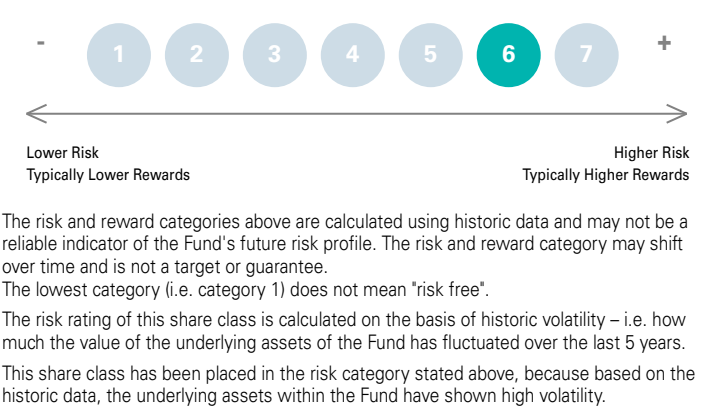 - 1 2 3 4 5 6 7 +
Lower Risk Higher Risk
Typically Lower Rewards Typically Higher Rewards
The risk and reward categories above are calculated using historic data and may not be a
reliable indicator of the Fund's future risk profile. The risk and reward category may shift
over time and is not a target or guarantee.
The lowest category (i.e. category 1) does not mean "risk free".
The risk rating of this share class is calculated on the basis of historic volatility – i.e. how
much the value of the underlying assets of the Fund has fluctuated over the last 5 years.
This share class has been placed in the risk category stated above, because based on the
historic data, the underlying assets within the Fund have shown high volatility.